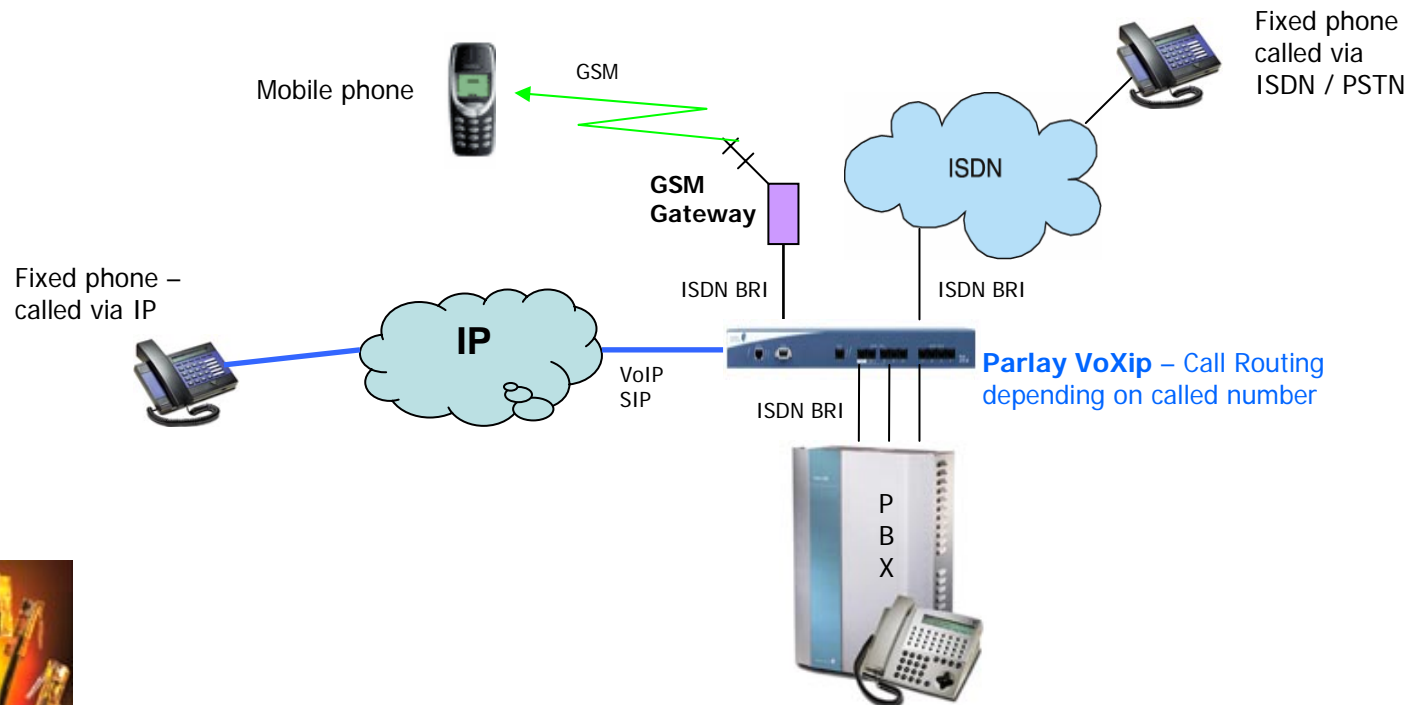 Fixed phone
called via
ISDN / PSTN
GSM
Mobile phone
ISDN
GSM
Gateway
Fixed phone –
called via IP
ISDN BRI
ISDN BRI
IP
VoIP
SIP
Parlay VoXip – Call Routing
depending on called number
ISDN BRI
P
B
X